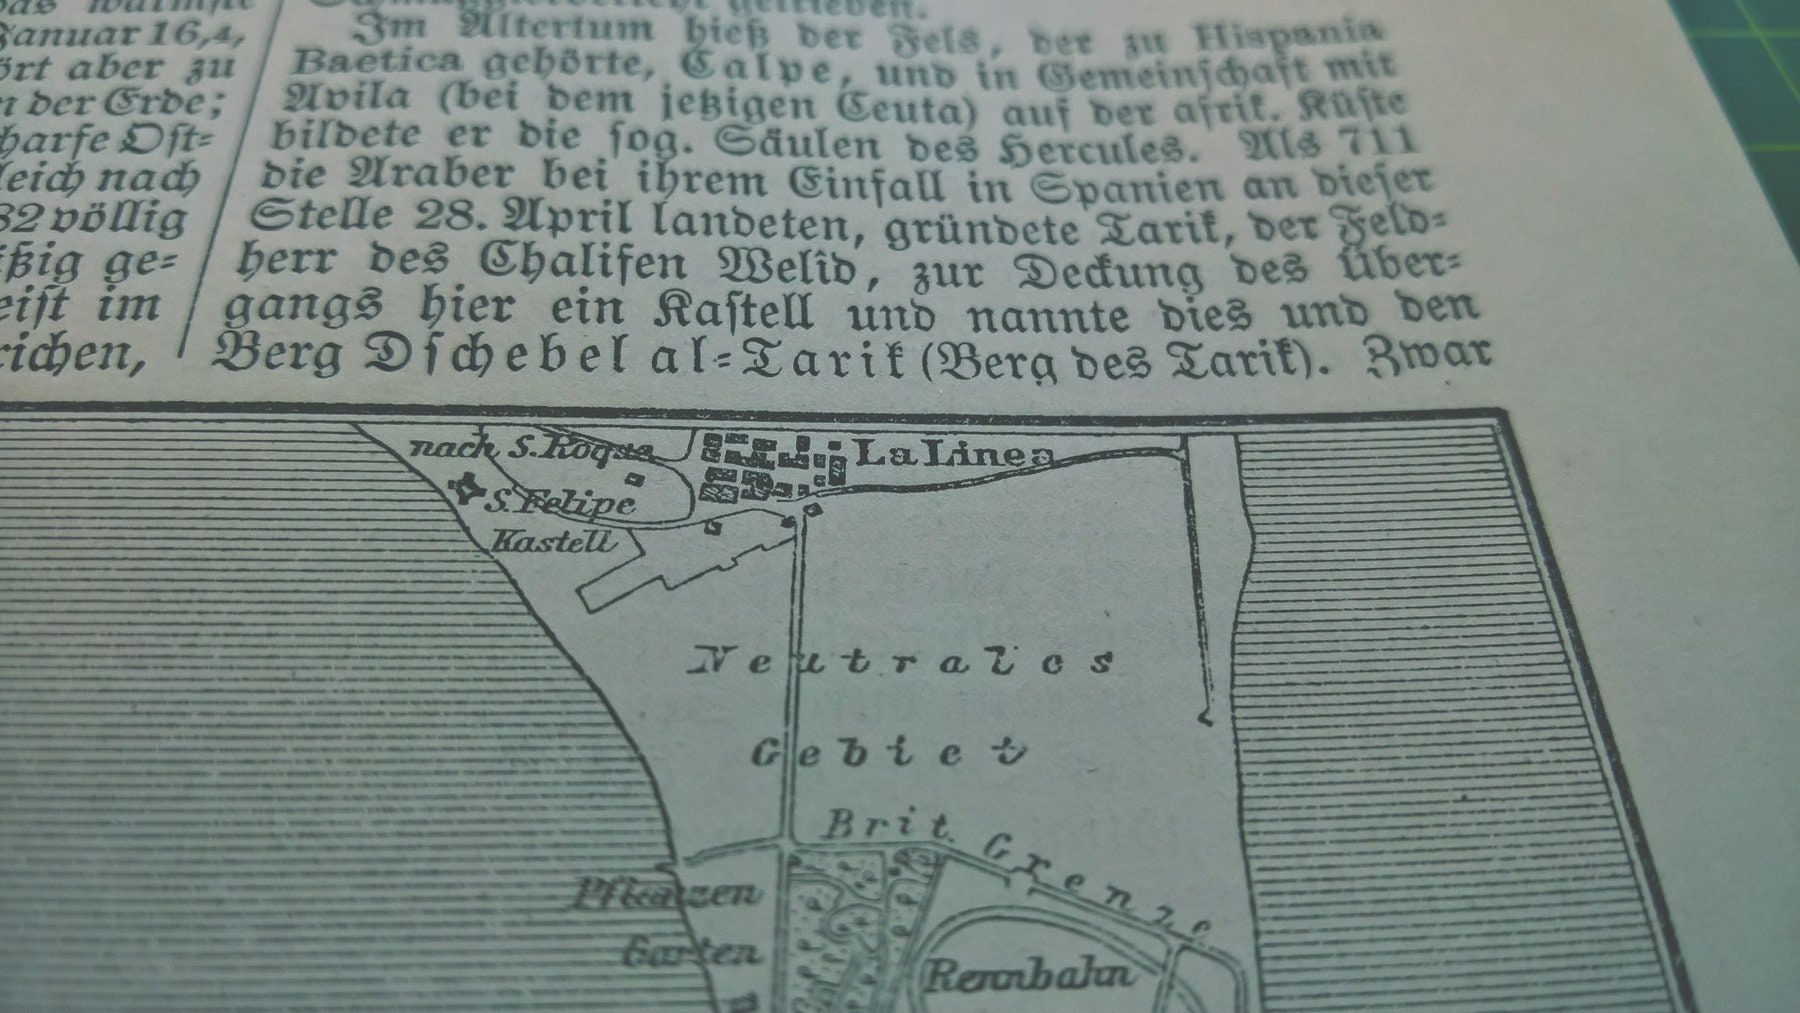 Januar 16,4,
ört aber zu
n der Erde;
harfe Oſt=
leich nach
32 völlig
ßig ge=
eiſt im
richen,
getrieben.
Im Altertum hieß der Fels, der zu Hispania
Baetica gehörte, Calpe, und in Gemeinſchaft mit
Avila (bei dem jetzigen Ceuta) auf der afrik. Küſte
bildete er die ſog. Säulen des Hercules. Als 711
die Araber bei ihrem Einfall in Spanien an dieſer
Stelle 28. April landeten, gründete Tarik, der Feld=
herr des Chalifen Welîd, zur Deckung des Über=
gangs hier ein Kaſtell und nannte dies und den
Berg Dſchebel al=Tarik (Berg des Tarik). Zwar
nach S. Roque
La Linea
S. Felipe
Kastell
Neutrales
Gebiet
Brit. Grenze
Pflanzen
Garten
Rennbahn